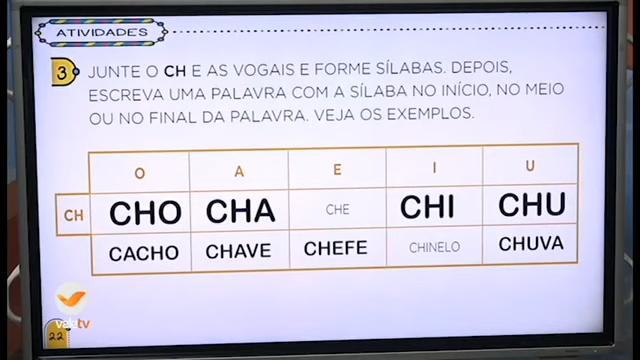 ATIVIDADES
3 JUNTE O CH E AS VOGAIS E FORME SÍLABAS. DEPOIS,
ESCREVA UMA PALAVRA COM A SÍLABA NO INÍCIO, NO MEIO
OU NO FINAL DA PALAVRA. VEJA OS EXEMPLOS.
O A E I U
CH CHO CHA CHE CHI CHU
CACHO CHAVE CHEFE CHINELO CHUVA
22